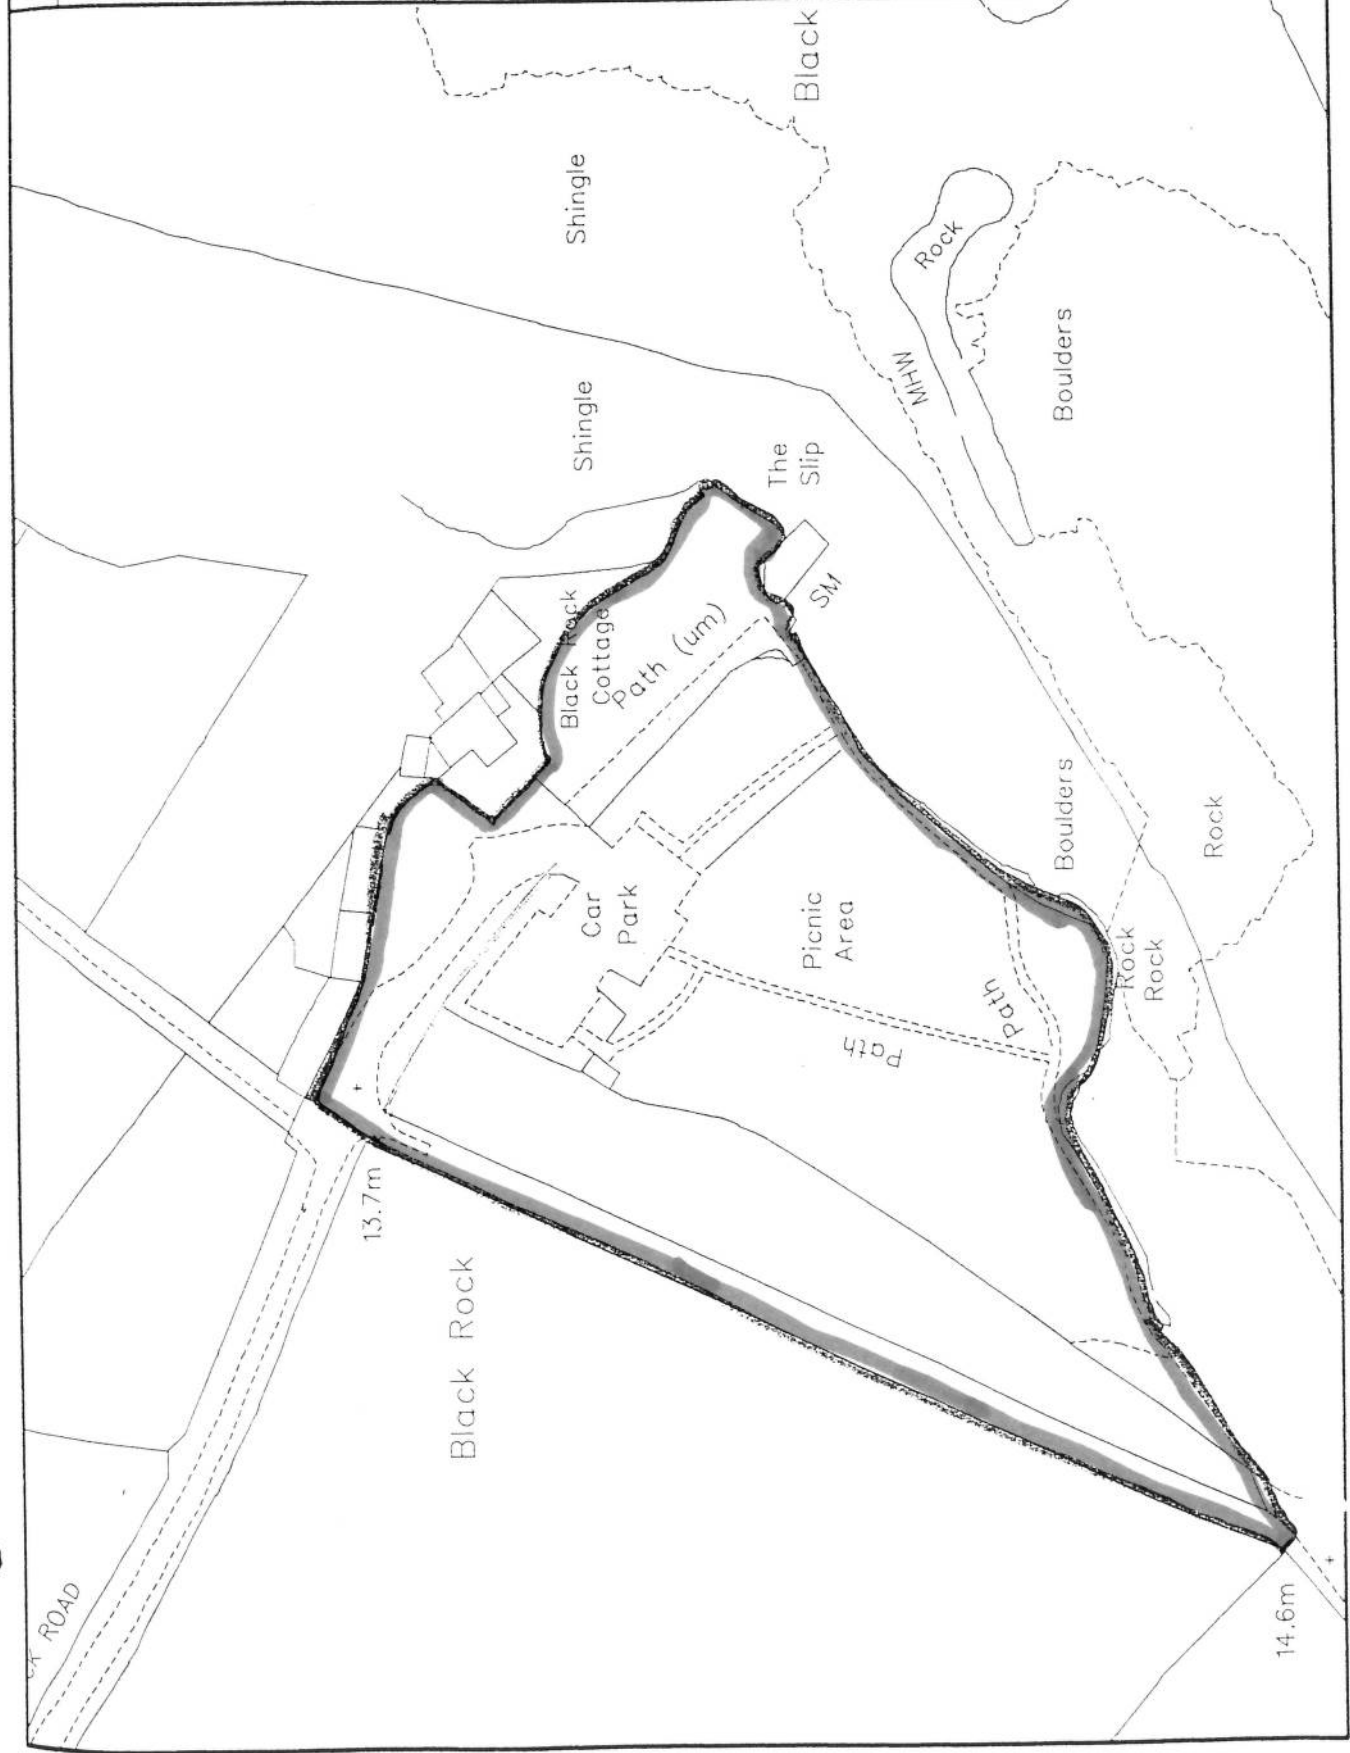 Black
Shingle
Rock
MHW
Boulders
Shingle
The
Slip
SM
Black Rock
Cottage
Path (um)
Boulders
Rock
Car
Park
Picnic
Area
Path
Rock
Rock
Path
13.7m
Black Rock
ROAD
14.6m